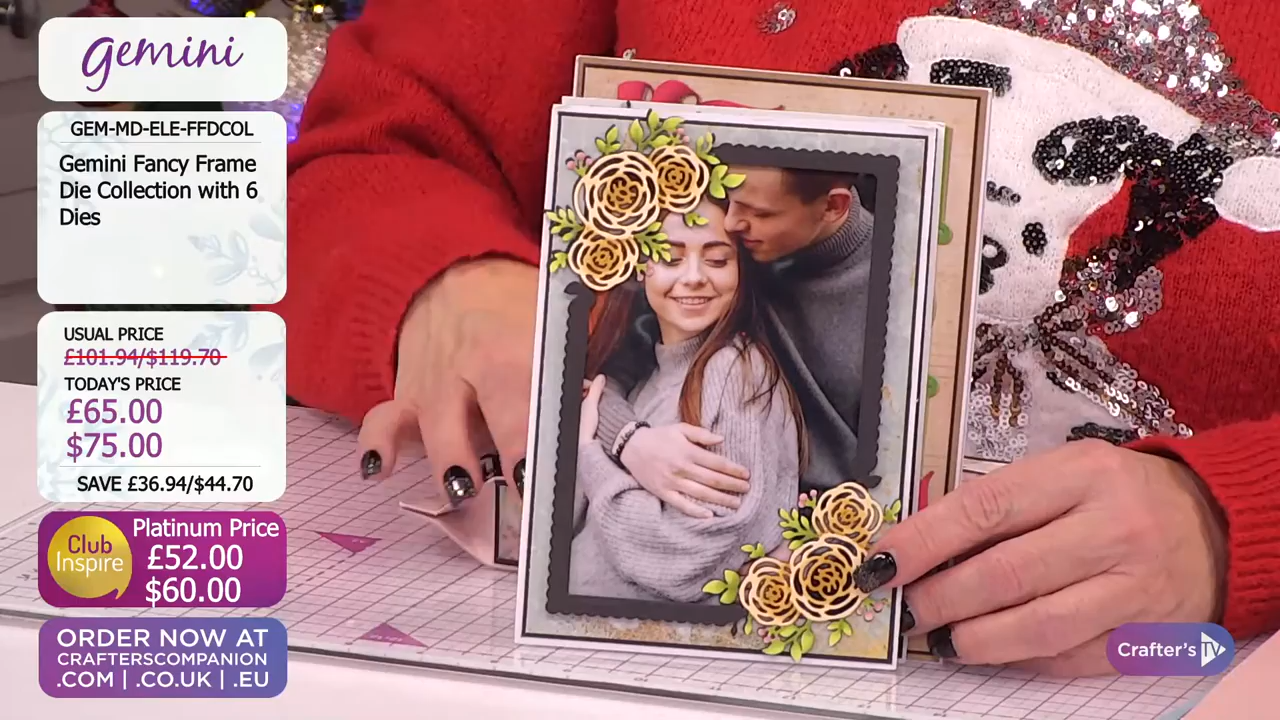 gemini
GEM-MD-ELE-FFDCOL
Gemini Fancy Frame
Die Collection with 6
Dies
USUAL PRICE
£101.94/$119.70
TODAY'S PRICE
£65.00
$75.00
SAVE £36.94/$44.70
Club
Inspire
Platinum Price
£52.00
$60.00
ORDER NOW AT
CRAFTERSCOMPANION
.COM | .CO.UK | .EU
Crafter's TV